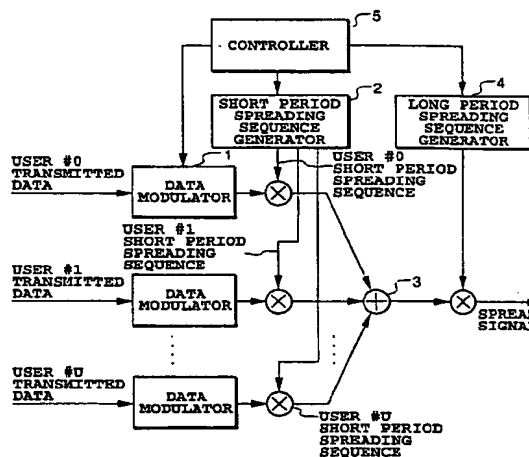 5
CONTROLLER
2
4
SHORT PERIOD
SPREADING
SEQUENCE
GENERATOR
LONG PERIOD
SPREADING
SEQUENCE
GENERATOR
USER #0
TRANSMITTED
DATA
1
DATA
MODULATOR
USER #0
SHORT PERIOD
SPREADING
SEQUENCE
USER #1
SHORT PERIOD
SPREADING
SEQUENCE
USER #1
TRANSMITTED
DATA
DATA
MODULATOR
3
SPREA
SIGNAL
USER #U
TRANSMITTED
DATA
DATA
MODULATOR
USER #U
SHORT PERIOD
SPREADING
SEQUENCE